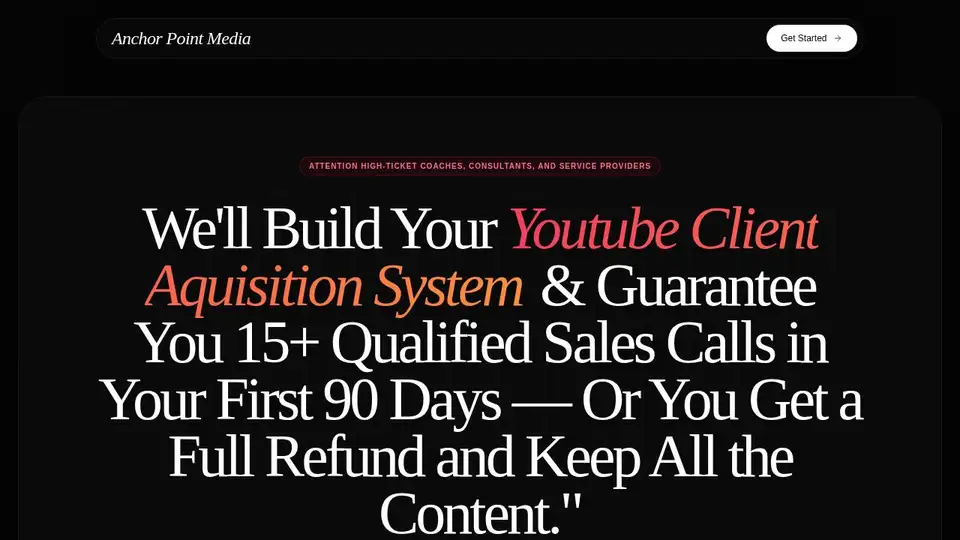 Anchor Point Media
Get Started →
ATTENTION HIGH-TICKET COACHES, CONSULTANTS, AND SERVICE PROVIDERS
We'll Build Your Youtube Client
Aquisition System & Guarantee
You 15+ Qualified Sales Calls in
Your First 90 Days — Or You Get a
Full Refund and Keep All the
Content."